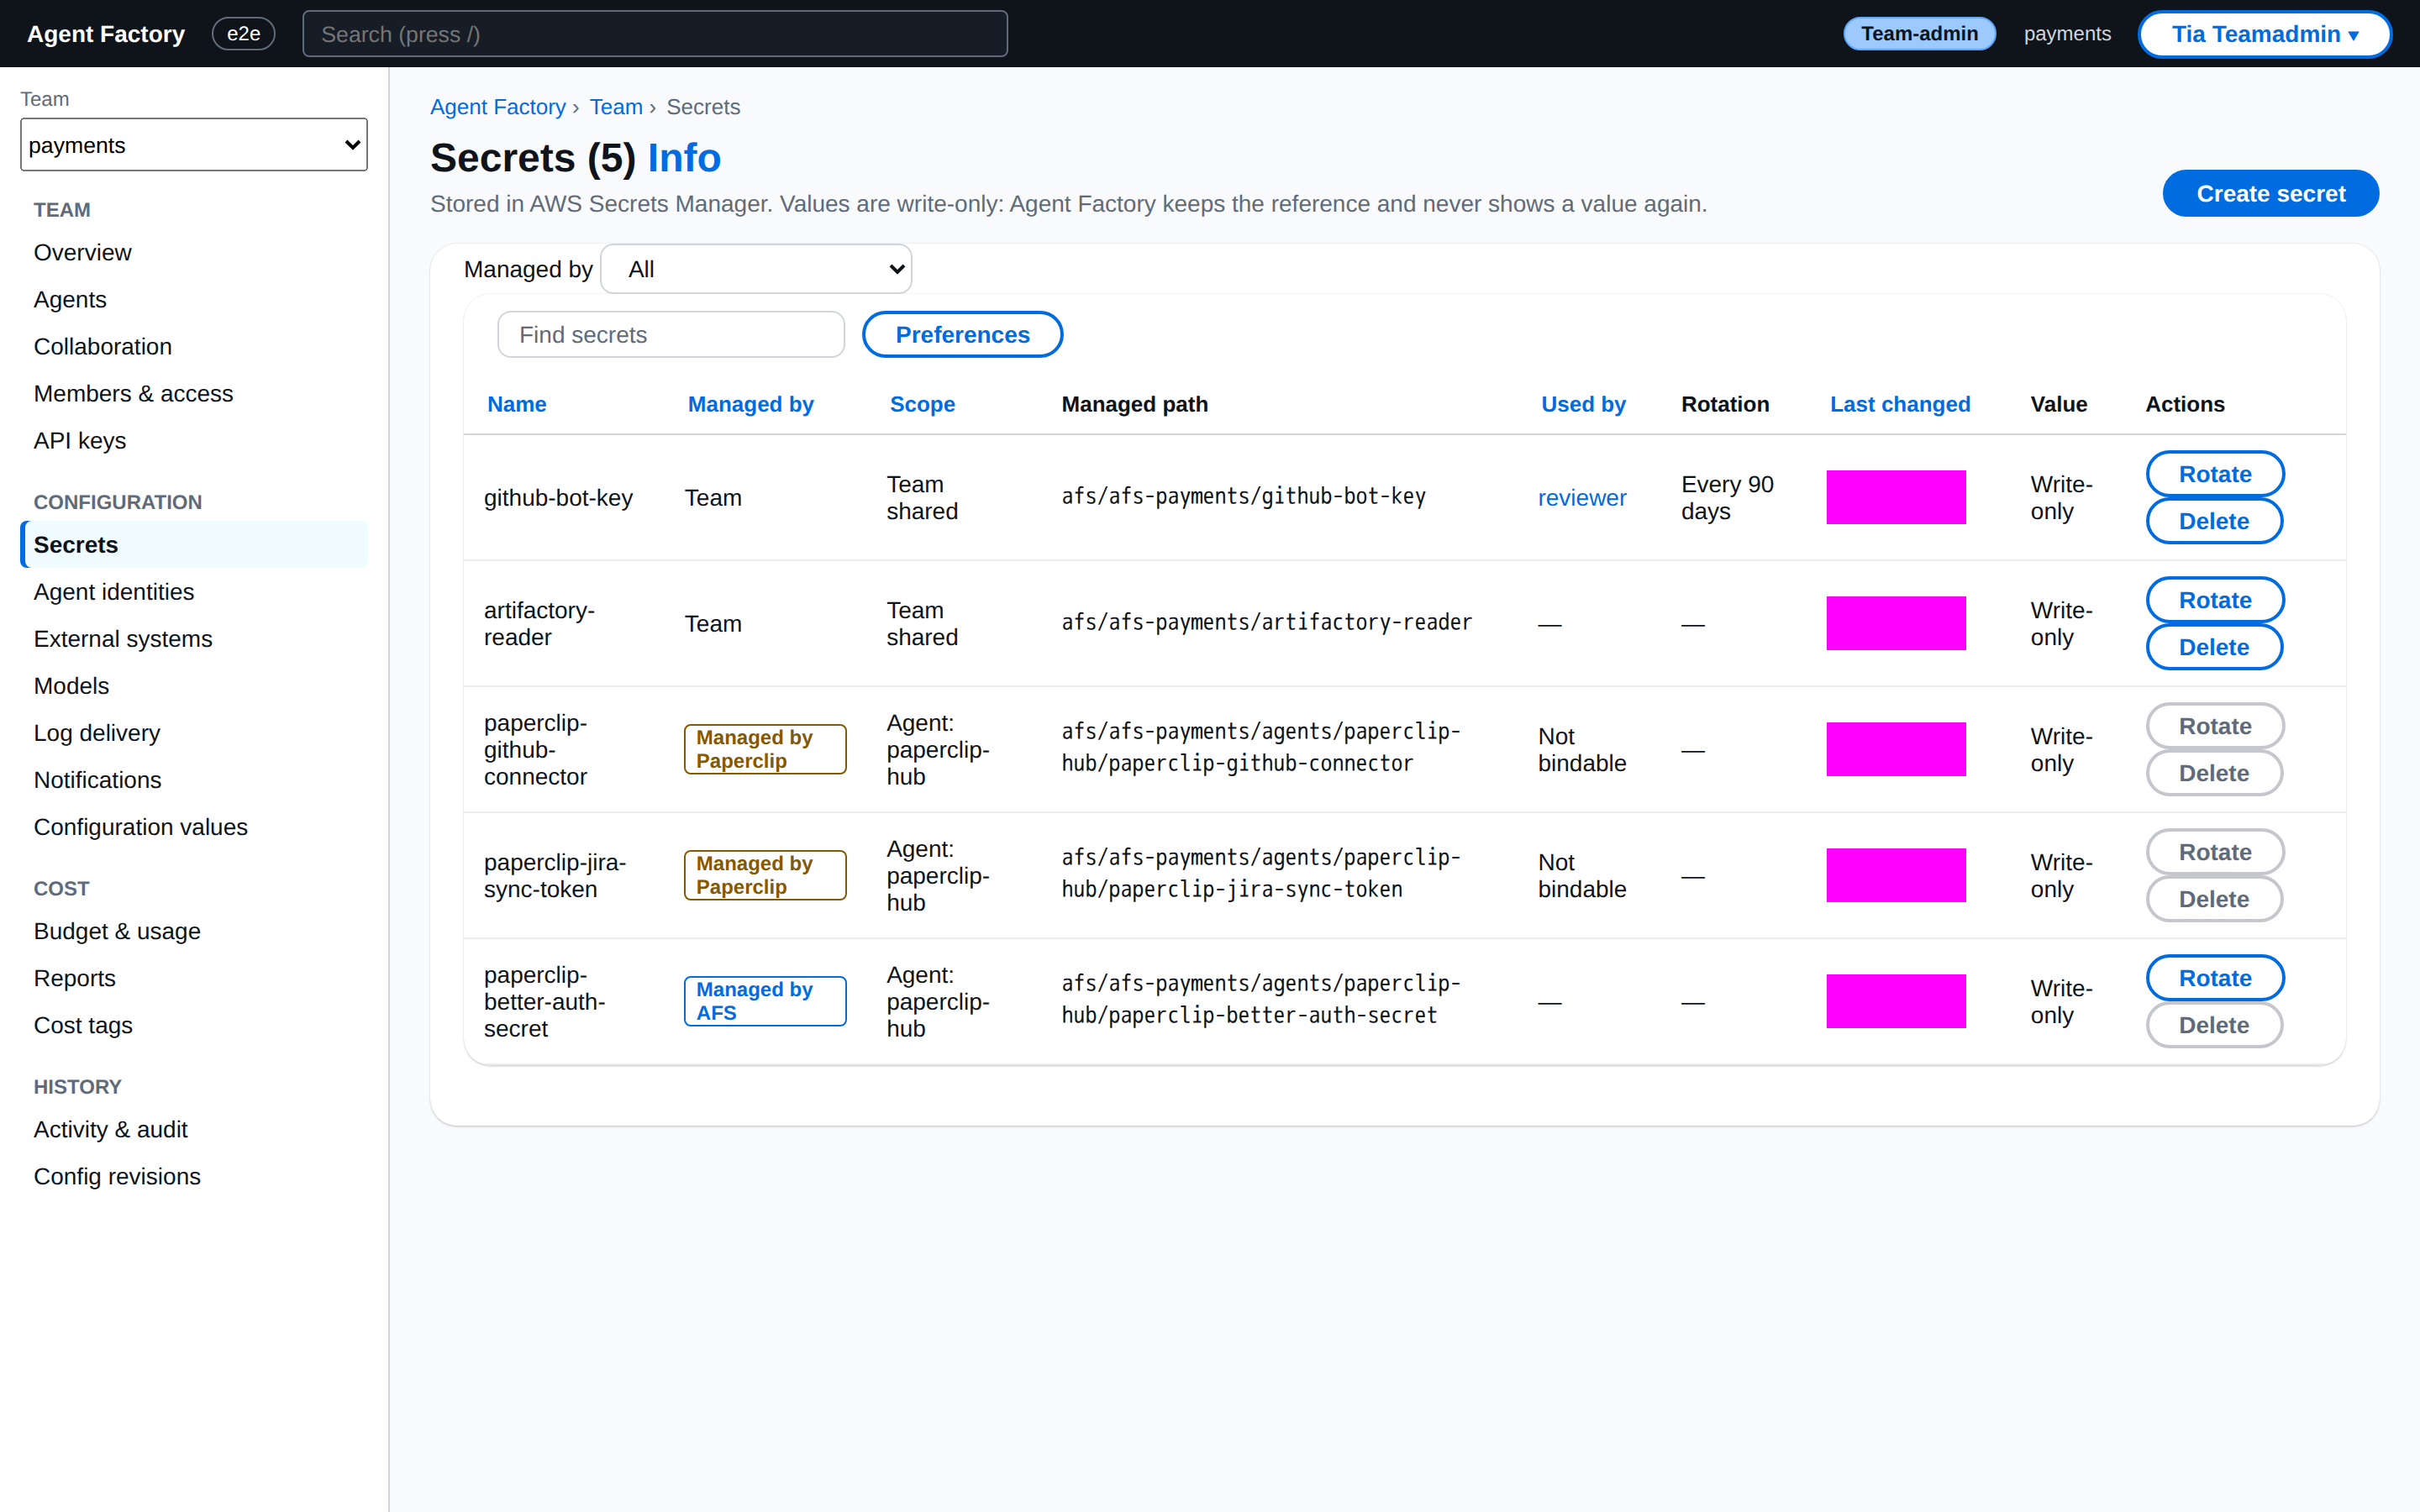 Agent Factory e2e Search (press /) Team-admin payments Tia Teamadmin ▾
Team
payments
TEAM
Overview
Agents
Collaboration
Members & access
API keys
CONFIGURATION
Secrets
Agent identities
External systems
Models
Log delivery
Notifications
Configuration values
COST
Budget & usage
Reports
Cost tags
HISTORY
Activity & audit
Config revisions
Agent Factory › Team › Secrets
Secrets (5) Info
Stored in AWS Secrets Manager. Values are write-only: Agent Factory keeps the reference and never shows a value again.
Create secret
Managed by All
Find secrets Preferences
Name Managed by Scope Managed path Used by Rotation Last changed Value Actions
github-bot-key Team
Team
shared
afs/afs-payments/github-bot-key reviewer
Every 90
days
Write-
only
Rotate
Delete
artifactory-
reader
Team
Team
shared
afs/afs-payments/artifactory-reader — —
Write-
only
Rotate
Delete
paperclip-
github-
connector
Managed by
Paperclip
Agent:
paperclip-
hub
afs/afs-payments/agents/paperclip-
hub/paperclip-github-connector
Not
bindable
—
Write-
only
Rotate
Delete
paperclip-jira-
sync-token
Managed by
Paperclip
Agent:
paperclip-
hub
afs/afs-payments/agents/paperclip-
hub/paperclip-jira-sync-token
Not
bindable
—
Write-
only
Rotate
Delete
paperclip-
better-auth-
secret
Managed by
AFS
Agent:
paperclip-
hub
afs/afs-payments/agents/paperclip-
hub/paperclip-better-auth-secret
— —
Write-
only
Rotate
Delete